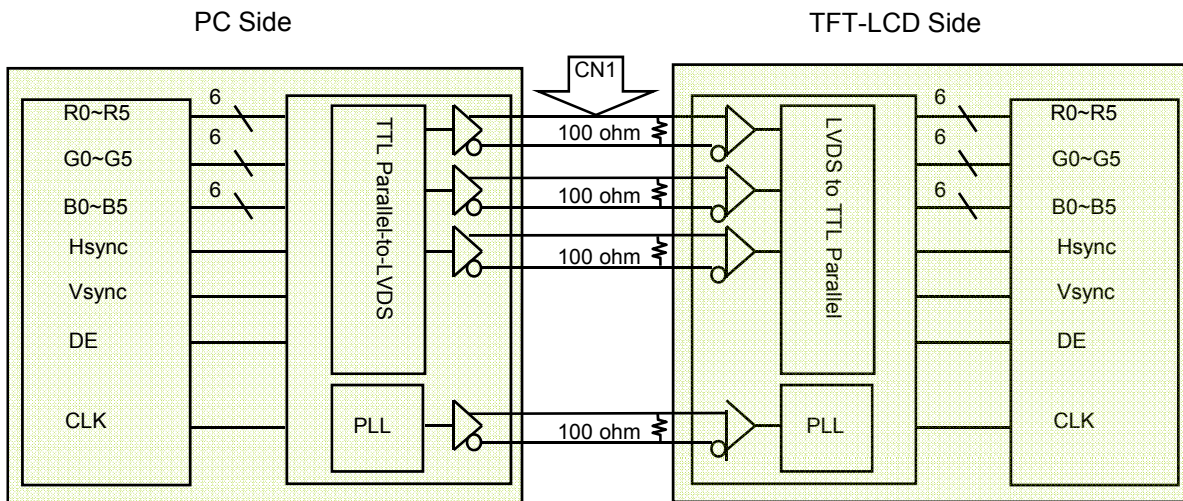 PC Side
TFT-LCD Side
CN1
R0~R5
6
G0~G5
6
B0~B5
6
Hsync
Vsync
DE
CLK
TTL Parallel-to-LVDS
PLL
100 ohm
100 ohm
100 ohm
100 ohm
LVDS to TTL Parallel
PLL
6
R0~R5
6
G0~G5
6
B0~B5
Hsync
Vsync
DE
CLK